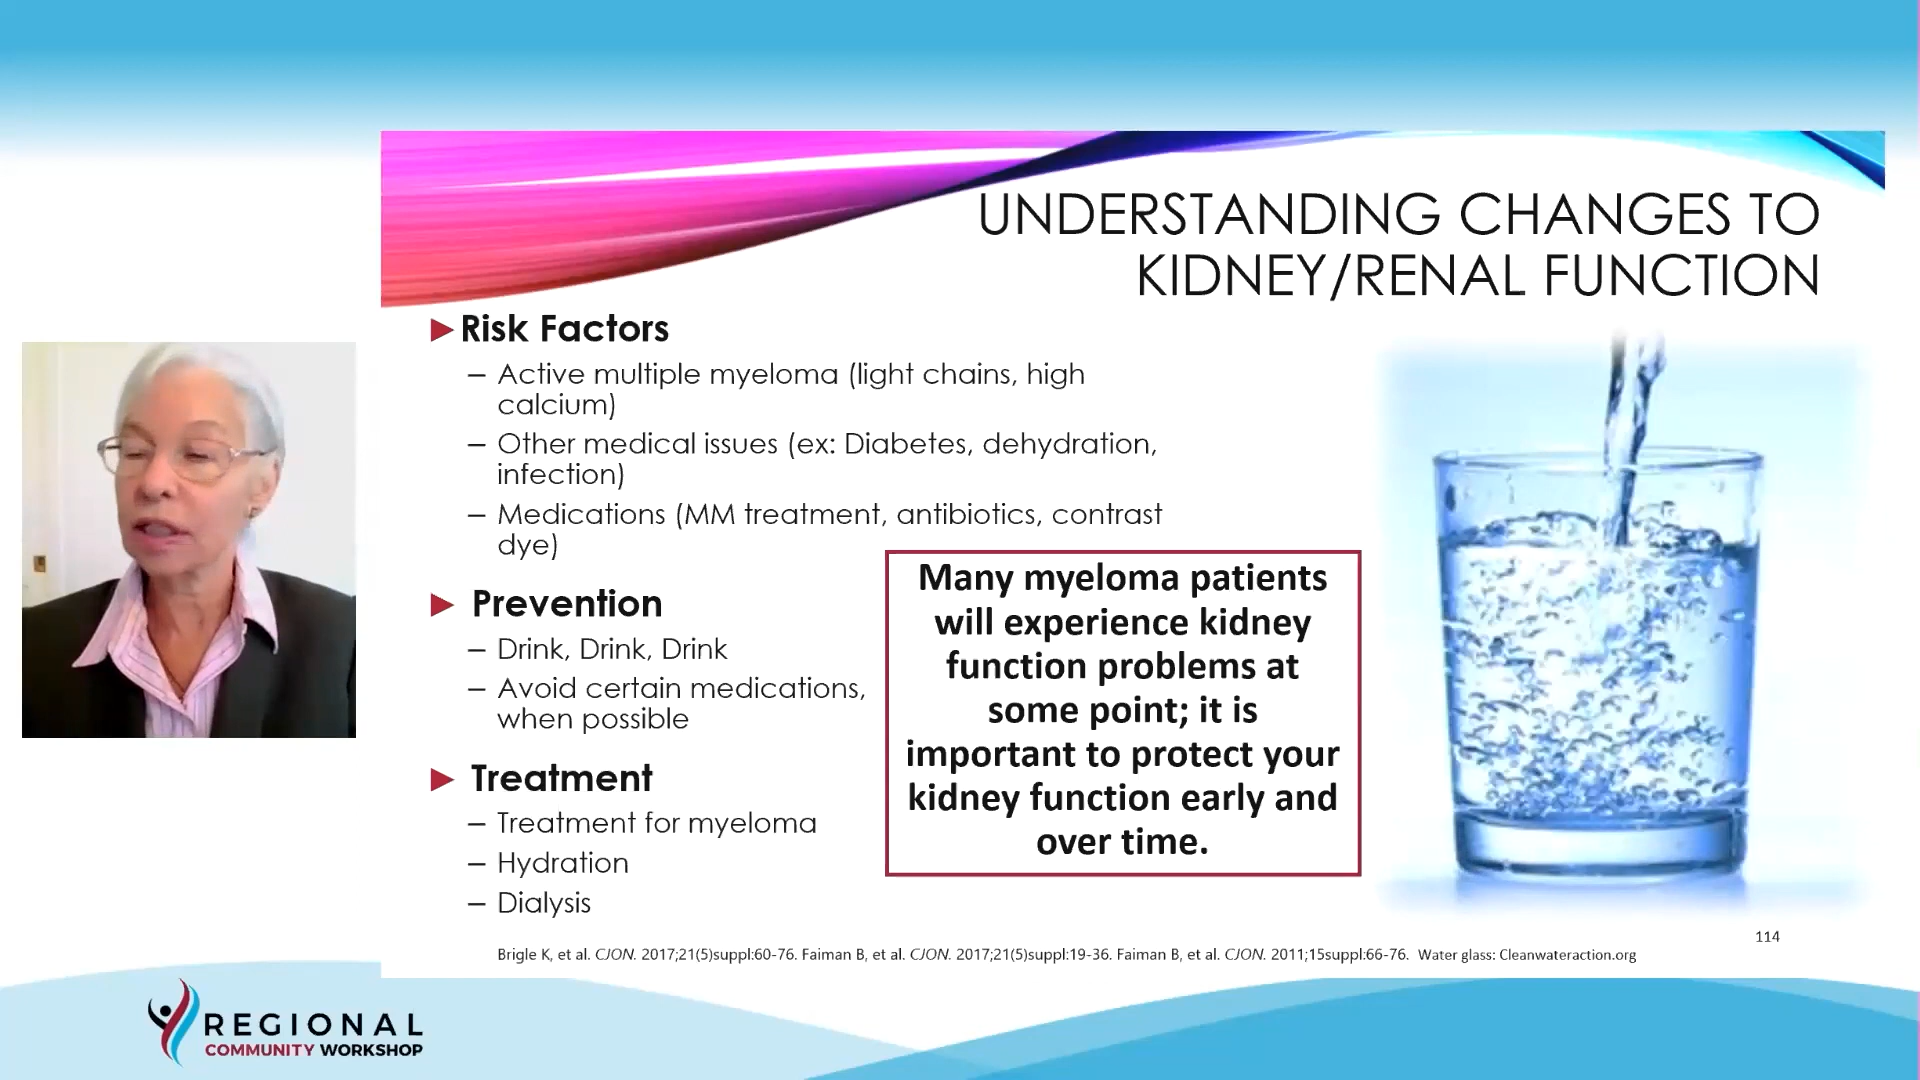 UNDERSTANDING CHANGES TO
KIDNEY/RENAL FUNCTION
Risk Factors
– Active multiple myeloma (light chains, high
calcium)
– Other medical issues (ex: Diabetes, dehydration,
infection)
– Medications (MM treatment, antibiotics, contrast
dye)
Prevention
– Drink, Drink, Drink
– Avoid certain medications,
when possible
Treatment
– Treatment for myeloma
– Hydration
– Dialysis
Many myeloma patients
will experience kidney
function problems at
some point; it is
important to protect your
kidney function early and
over time.
114
Brigle K, et al. CJON. 2017;21(5)suppl:60-76. Faiman B, et al. CJON. 2017;21(5)suppl:19-36. Faiman B, et al. CJON. 2011;15suppl:66-76. Water glass: Cleanwateraction.org
REGIONAL
COMMUNITY WORKSHOP